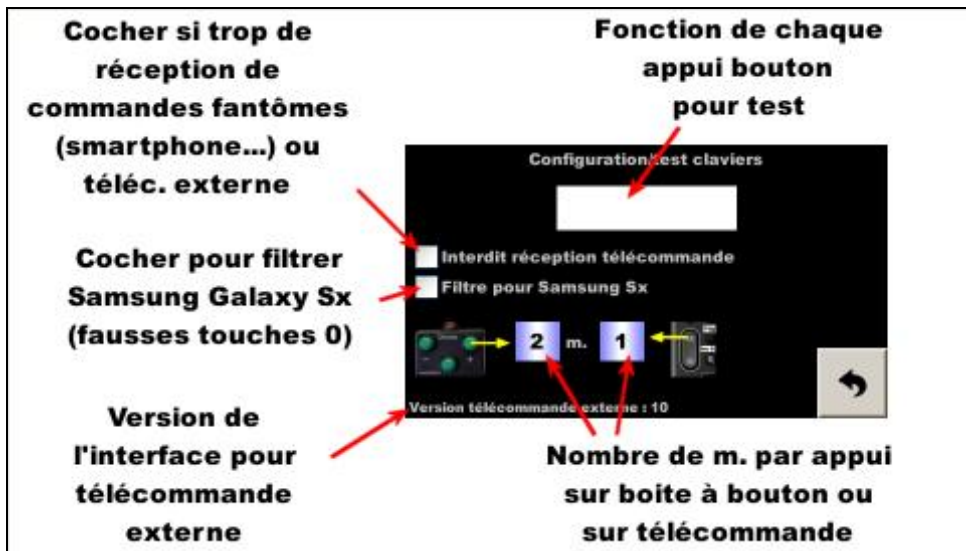 Cocher si trop de
réception de
commandes fantômes
(smartphone...) ou
téléc. externe
Fonction de chaque
appui bouton
pour test
Configuration/test claviers
Interdit réception télécommande
Filtre pour Samsung Sx
Cocher pour filtrer
Samsung Galaxy Sx
(fausses touches 0)
2 m. 1
Version télécommande externe : 10
Version de
l'interface pour
télécommande
externe
Nombre de m. par appui
sur boite à bouton ou
sur télécommande